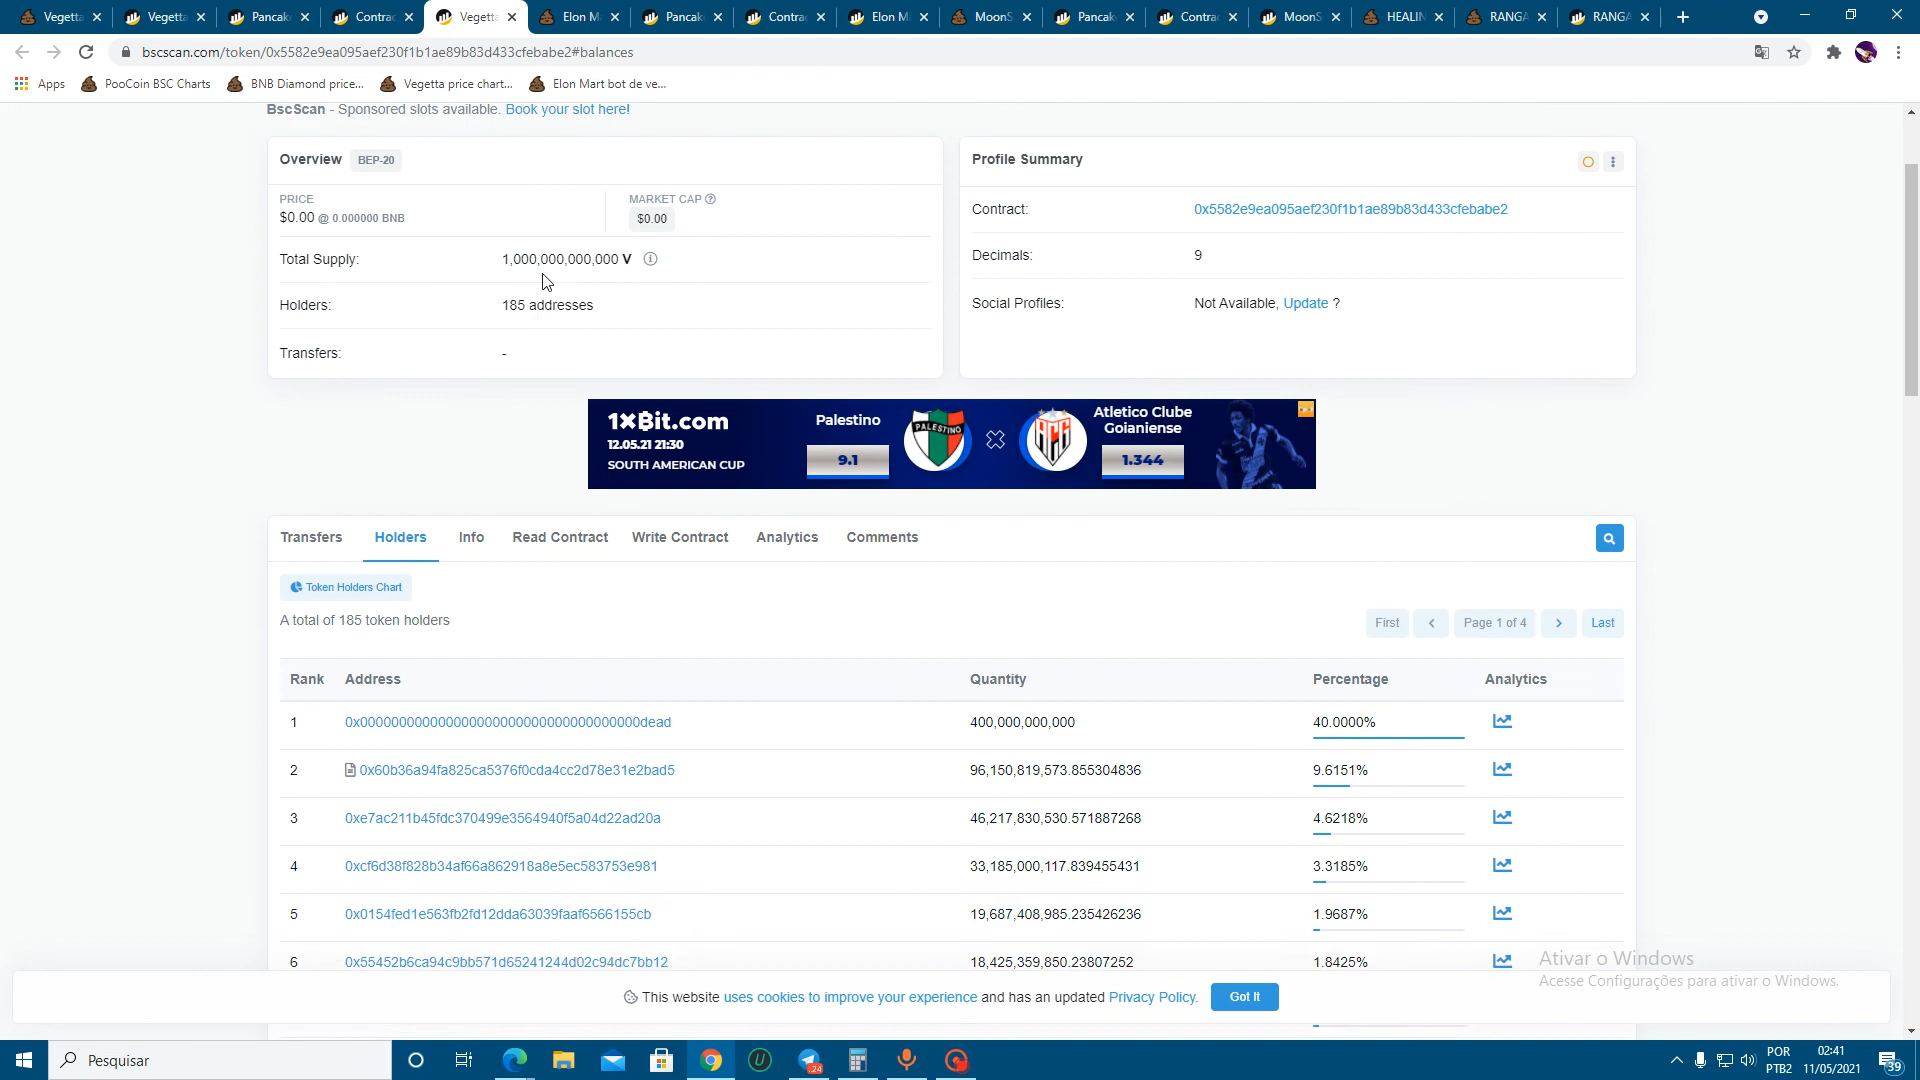 Vegetta
Vegetta
Pancak
Contrac
Vegetta
Elon M
Pancak
Contrac
Elon M
MoonS
Pancak
Contrac
MoonS
HEALIN
RANGA
RANGA
bscscan.com/token/0x5582e9ea095aef230f1b1ae89b83d433cfebabe2#balances
Apps
PooCoin BSC Charts
BNB Diamond price...
Vegetta price chart...
Elon Mart bot de ve...
BscScan - Sponsored slots available. Book your slot here!
Overview BEP-20
PRICE
$0.00 @ 0.000000 BNB
MARKET CAP
$0.00
Total Supply: 1,000,000,000,000 V
Holders: 185 addresses
Transfers: -
Profile Summary
Contract: 0x5582e9ea095aef230f1b1ae89b83d433cfebabe2
Decimals: 9
Social Profiles: Not Available, Update ?
1XBit.com
12.05.21 21:30
SOUTH AMERICAN CUP
Palestino
9.1
PALESTINO
ACG
Atletico Clube
Goianiense
1.344
Transfers Holders Info Read Contract Write Contract Analytics Comments
Token Holders Chart
A total of 185 token holders
First Page 1 of 4 Last
Rank Address Quantity Percentage Analytics
1 0x000000000000000000000000000000000000dead 400,000,000,000 40.0000%
2 0x60b36a94fa825ca5376f0cda4cc2d78e31e2bad5 96,150,819,573.855304836 9.6151%
3 0xe7ac211b45fdc370499e3564940f5a04d22ad20a 46,217,830,530.571887268 4.6218%
4 0xcf6d38f828b34af66a862918a8e5ec583753e981 33,185,000,117.839455431 3.3185%
5 0x0154fed1e563fb2fd12dda63039faaf6566155cb 19,687,408,985.235426236 1.9687%
6 0x55452b6ca94c9bb571d65241244d02c94dc7bb12 18,425,359,850.23807252 1.8425%
Ativar o Windows
Acesse Configurações para ativar o Windows.
This website uses cookies to improve your experience and has an updated Privacy Policy. Got It
Pesquisar
24
POR
PTB2
02:41
11/05/2021
39